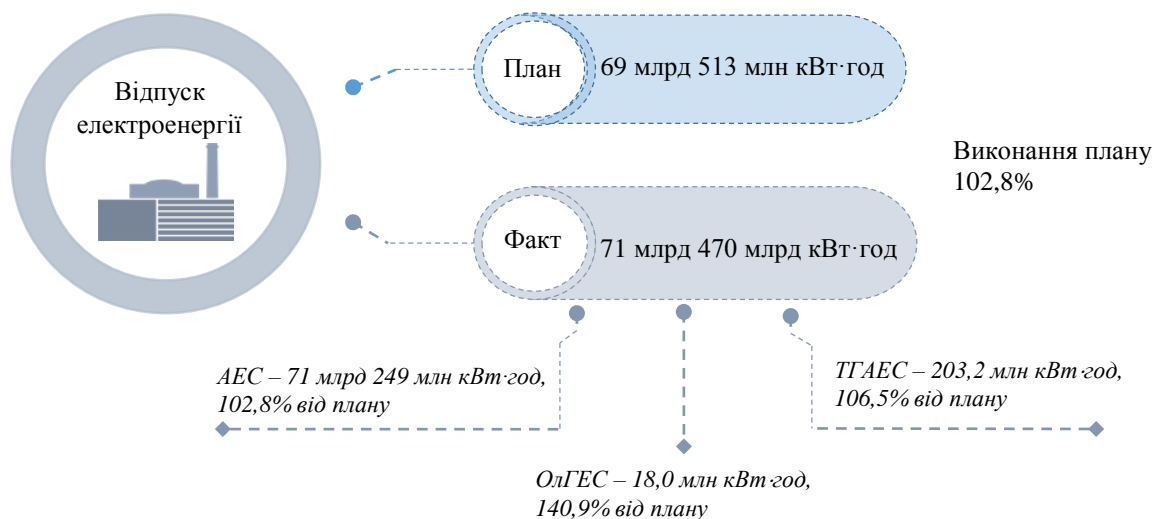 Відпуск
електроенергії
План
69 млрд 513 млн кВт·год
Виконання плану
102,8%
Факт
71 млрд 470 млрд кВт·год
АЕС – 71 млрд 249 млн кВт·год,
102,8% від плану
ТГАЕС – 203,2 млн кВт·год,
106,5% від плану
ОлГЕС – 18,0 млн кВт·год,
140,9% від плану